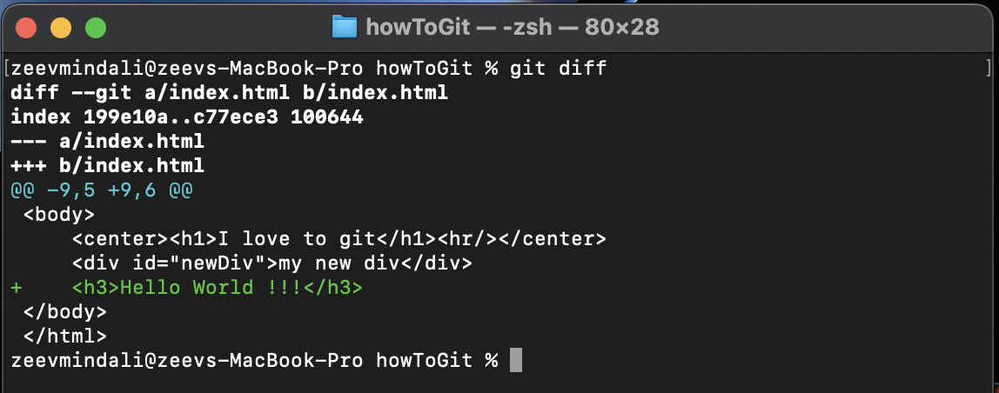 howToGit — -zsh — 80×28
[zeevmindali@zeevs-MacBook-Pro howToGit % git diff ]
diff --git a/index.html b/index.html
index 199e10a..c77ece3 100644
--- a/index.html
+++ b/index.html
@@ -9,5 +9,6 @@
 <body>
     <center><h1>I love to git</h1><hr/></center>
     <div id="newDiv">my new div</div>
+    <h3>Hello World !!!</h3>
 </body>
 </html>
zeevmindali@zeevs-MacBook-Pro howToGit %